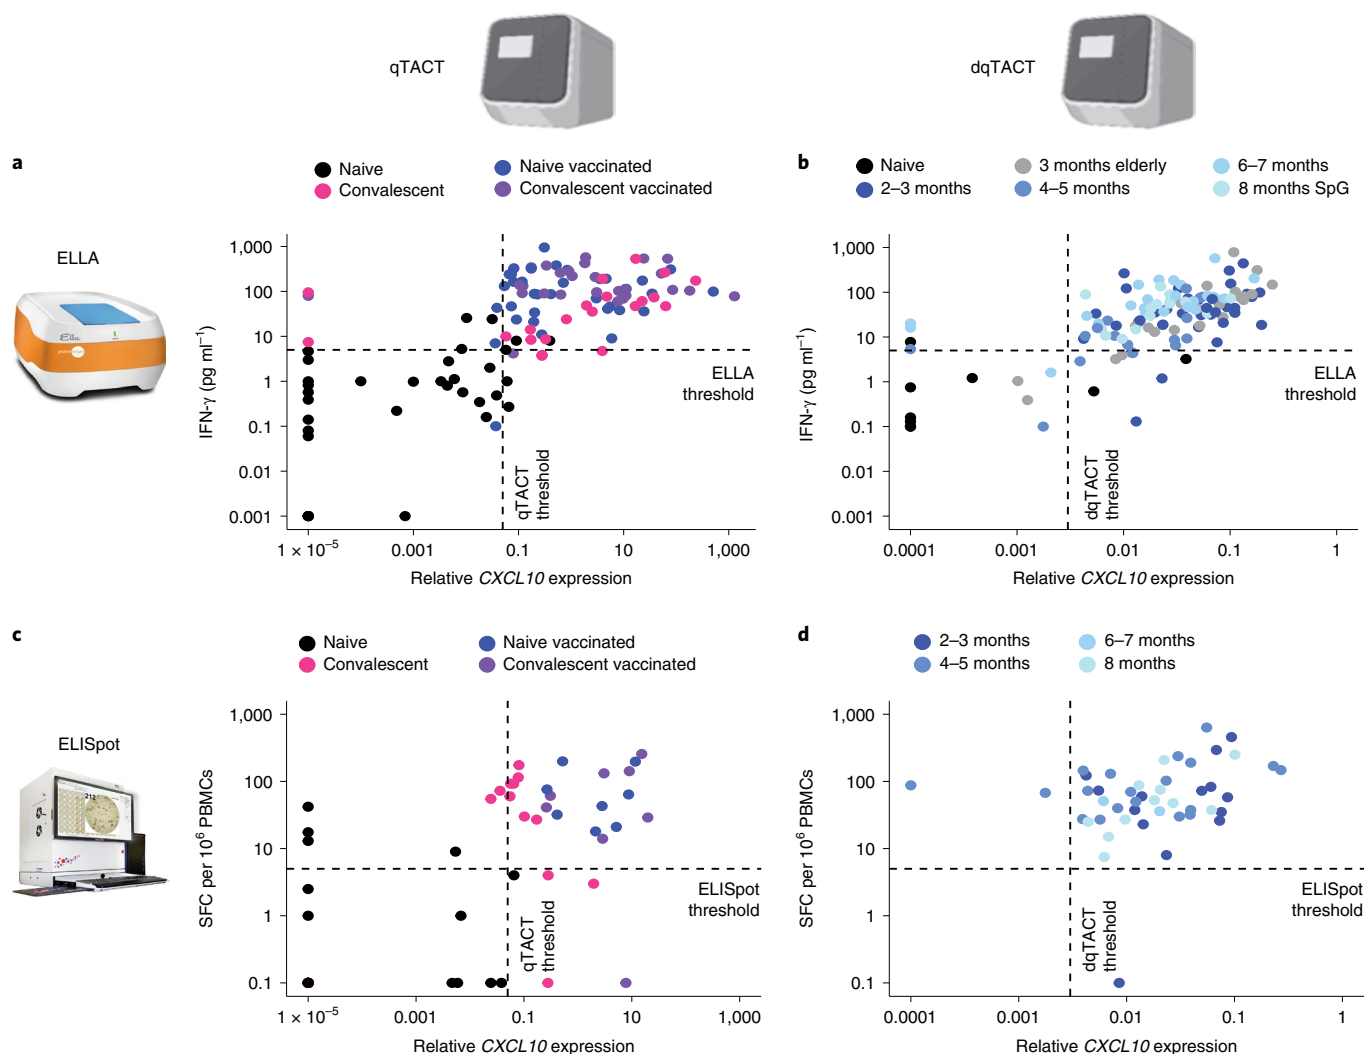 qTACT
dqTACT
a
Naive
Convalescent
Naive vaccinated
Convalescent vaccinated
b
Naive
2–3 months
3 months elderly
4–5 months
6–7 months
8 months SpG
ELLA
Ella
IFN-γ (pg ml⁻¹)
1,000
100
10
1
0.1
0.01
0.001
ELLA
threshold
qTACT
threshold
1 × 10⁻⁵
0.001
0.1
10
1,000
Relative CXCL10 expression
IFN-γ (pg ml⁻¹)
1,000
100
10
1
0.1
0.01
0.001
ELLA
threshold
dqTACT
threshold
0.0001
0.001
0.01
0.1
1
Relative CXCL10 expression
c
Naive
Convalescent
Naive vaccinated
Convalescent vaccinated
d
2–3 months
4–5 months
6–7 months
8 months
ELISpot
212
SFC per 10⁶ PBMCs
1,000
100
10
1
0.1
ELISpot
threshold
qTACT
threshold
1 × 10⁻⁵
0.001
0.1
10
1,000
Relative CXCL10 expression
SFC per 10⁶ PBMCs
1,000
100
10
1
0.1
ELISpot
threshold
dqTACT
threshold
0.0001
0.001
0.01
0.1
1
Relative CXCL10 expression